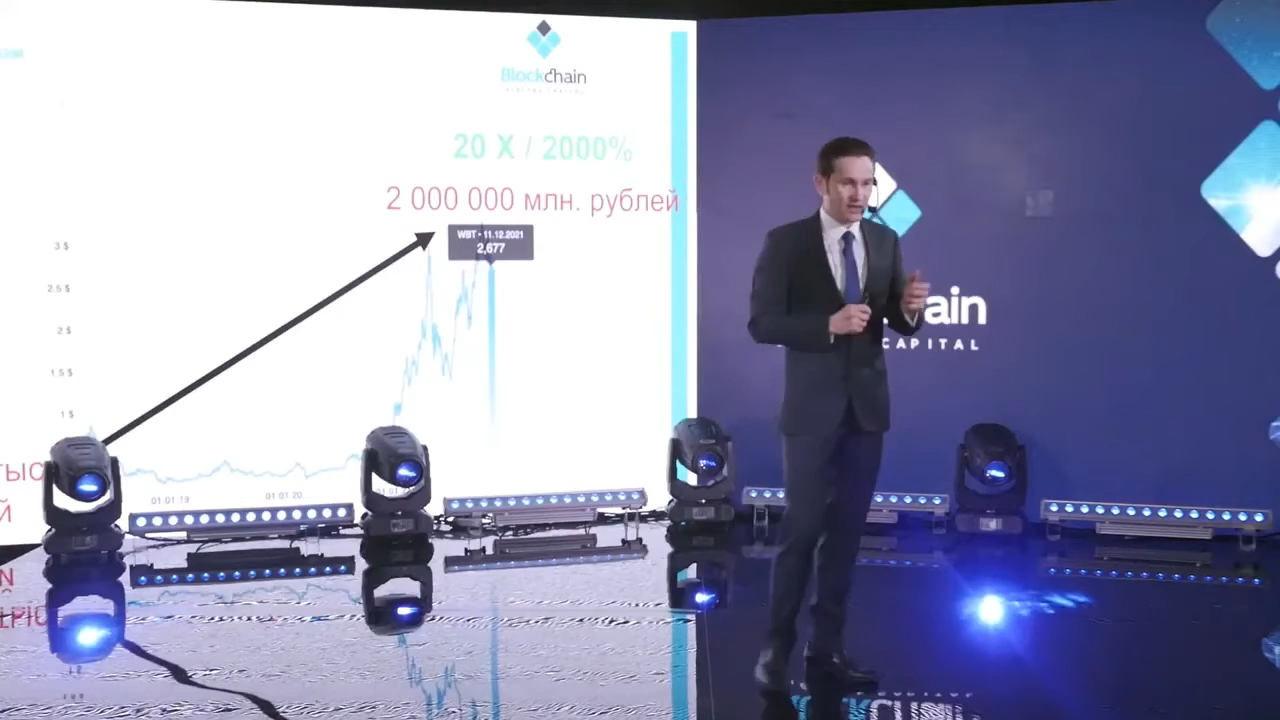 Blockchain
20 X / 2000%
2 000 000 млн. рублей
WBT • 11.12.2021
2,677
3 $
2.5 $
2 $
1.5 $
1 $
тыс
й
01.01 19
01.01 20
ain
CAPITAL